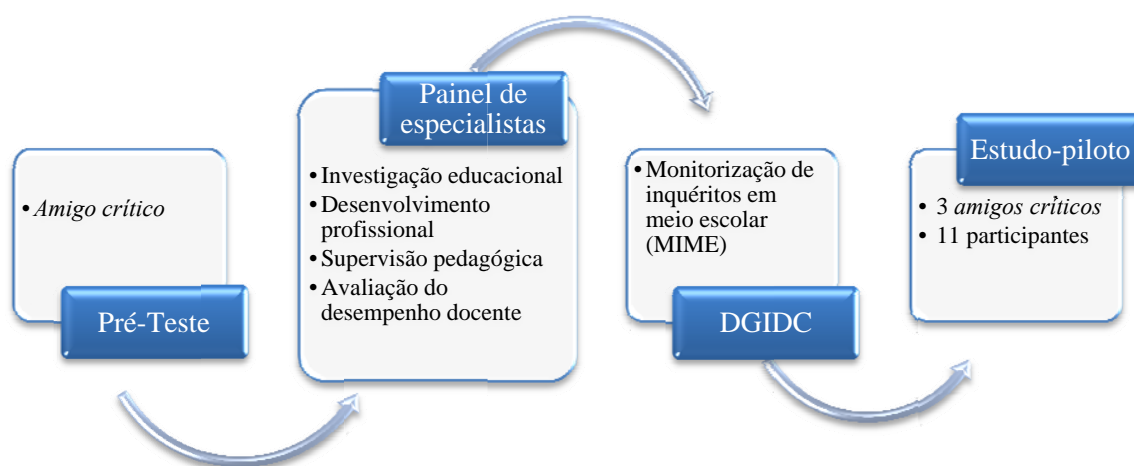 • Amigo crítico
Pré-Teste
Painel de
especialistas
• Investigação educacional
• Desenvolvimento
profissional
• Supervisão pedagógica
• Avaliação do
desempenho docente
• Monitorização de
inquéritos em
meio escolar
(MIME)
DGIDC
Estudo-piloto
• 3 amigos críticos
• 11 participantes